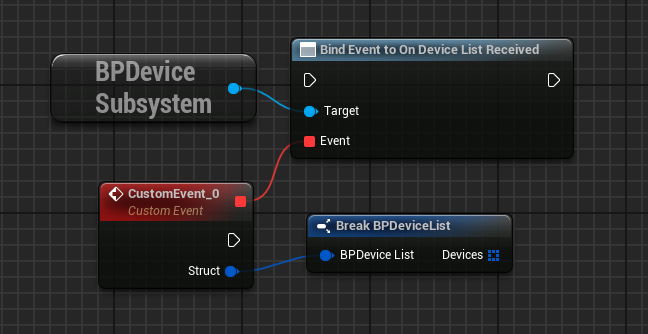 BPDevice
Subsystem
Bind Event to On Device List Received
Target
Event
CustomEvent_0
Custom Event
Struct
Break BPDeviceList
BPDevice List
Devices